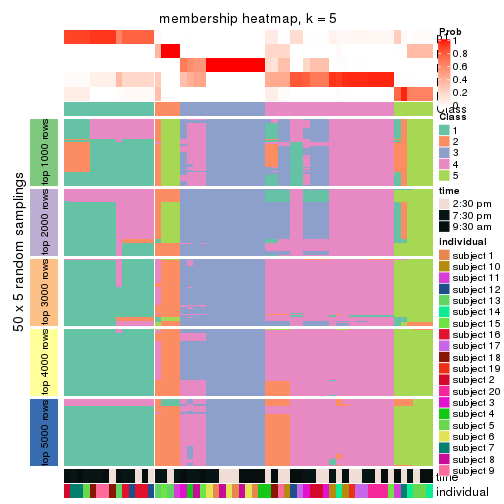 membership heatmap, k = 5
50 x 5 random samplings
top 1000 rows
top 2000 rows
top 3000 rows
top 4000 rows
top 5000 rows
Prob
1
0.8
0.6
0.4
0.2
0
Class
Class
1
2
3
4
5
time
2:30 pm
7:30 pm
9:30 am
individual
subject 1
subject 10
subject 11
subject 12
subject 13
subject 14
subject 15
subject 16
subject 17
subject 18
subject 19
subject 2
subject 20
subject 3
subject 4
subject 5
subject 6
subject 7
subject 8
subject 9
time
individual